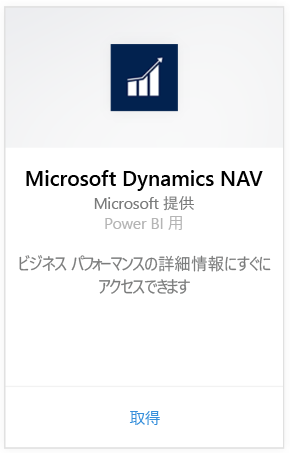 Microsoft Dynamics NAV
Microsoft 提供
Power BI 用
ビジネス パフォーマンスの詳細情報にすぐに
アクセスできます
取得